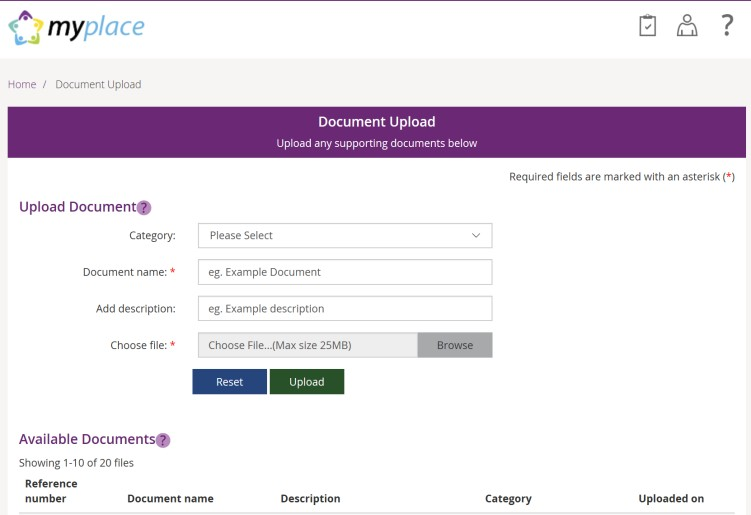 myplace
?
Home / Document Upload
Document Upload
Upload any supporting documents below
Required fields are marked with an asterisk (*)
Upload Document?
Category: Please Select
Document name: * eg. Example Document
Add description: eg. Example description
Choose file: * Choose File...(Max size 25MB) Browse
Reset Upload
Available Documents?
Showing 1-10 of 20 files
Reference
number Document name Description Category Uploaded on